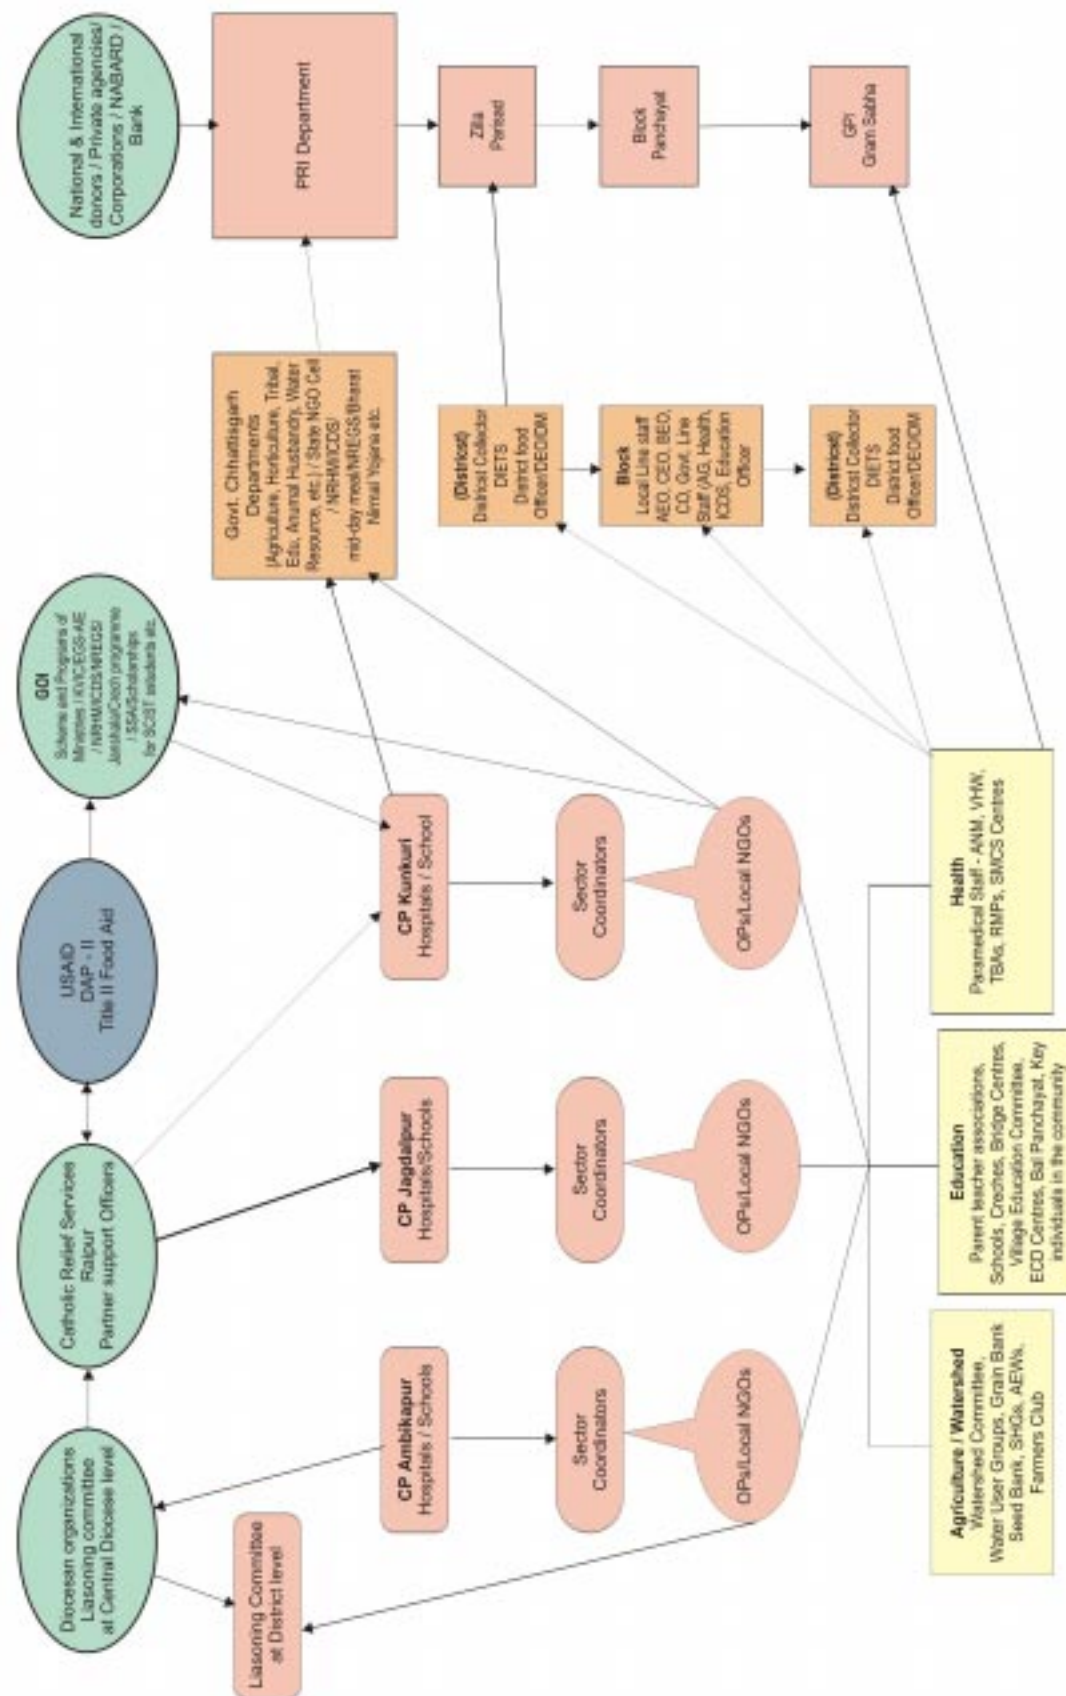 Diocesan organizations
Liasoning committee
at Central Diocese level
Catholic Relief Services
Raipur
Partner support Officers
USAID
DAP - II
Title II Food Aid
GOI
Scheme and Programs of
Ministries / KVIC/EGS-AIE
/ NRHM/ICDS/NREGS/
Janshala/Crech programme
/ SSA/Scholarships
for SC/ST students etc.
National & International
donors / Private agencies/
Corporations / NABARD /
Bank
Liasoning Committee
at District level
Govt. Chhattisgarh
Departments
(Agriculture, Horticulture, Tribal,
Edu, Anumal Husbandry, Water
Resource, etc.) / State NGO Cell
/ NRHM/ICDS/
mid-day meal/NREGS/Bharat
Nirmal Yojana etc.
PRI Department
CP Ambikapur
Hospitals / Schools
CP Jagdalpur
Hospitals/Schools
CP Kunkuri
Hospitals / School
(District)
District Collector
DIETS
District food
Officer/DEO/DM
Zilla
Parisad
Sector
Coordinators
Sector
Coordinators
Sector
Coordinators
Block
Local Line staff
AEO, CEO, BEO,
CO, Govt. Line
Staff (AG, Health,
ICDS, Education
Officer
Block
Panchayat
OPs/Local NGOs
OPs/Local NGOs
OPs/Local NGOs
(District)
District Collector
DIETS
District food
Officer/DEO/DM
GP/
Gram Sabha
Agriculture / Watershed
Watershed Committee,
Water User Groups, Grain Bank
Seed Bank, SHGs, AEWs,
Farmers Club
Education
Parent teacher associations,
Schools, Creches, Bridge Centres,
Village Education Committee,
ECD Centres, Bal Panchayat, Key
individuals in the community
Health
Paramedical Staff - ANM, VHW,
TBAs, RMPs, SMCS Centres